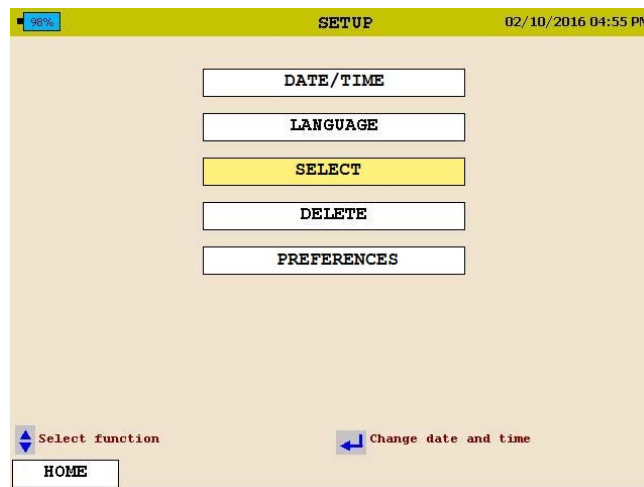 98% SETUP 02/10/2016 04:55 PM
DATE/TIME
LANGUAGE
SELECT
DELETE
PREFERENCES
Select function Change date and time
HOME